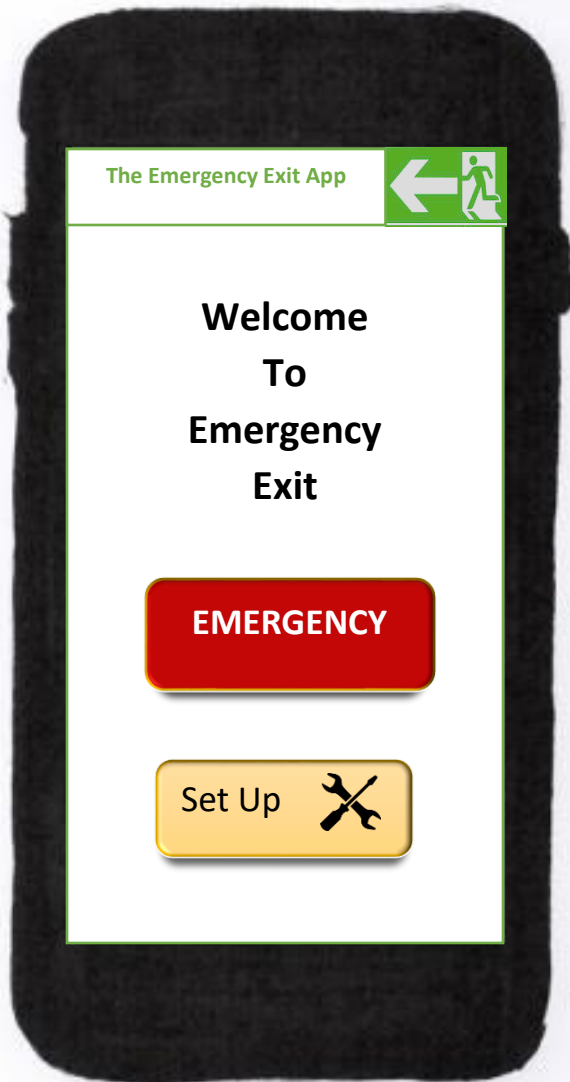 The Emergency Exit App
Welcome
To
Emergency
Exit
EMERGENCY
Set Up